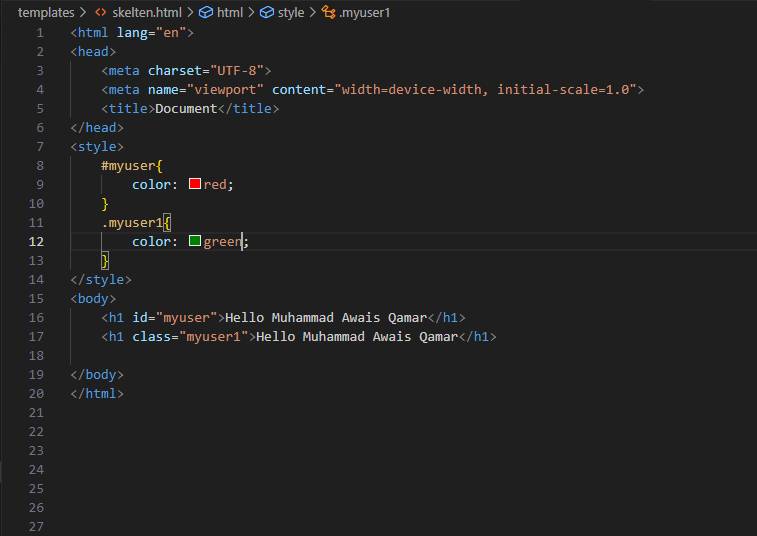 templates > skelten.html > html > style > .myuser1
1 <html lang="en">
2 <head>
3     <meta charset="UTF-8">
4     <meta name="viewport" content="width=device-width, initial-scale=1.0">
5     <title>Document</title>
6 </head>
7 <style>
8     #myuser{
9         color: red;
10     }
11     .myuser1{
12         color: green;
13     }
14 </style>
15 <body>
16     <h1 id="myuser">Hello Muhammad Awais Qamar</h1>
17     <h1 class="myuser1">Hello Muhammad Awais Qamar</h1>
18
19 </body>
20 </html>
21
22
23
24
25
26
27